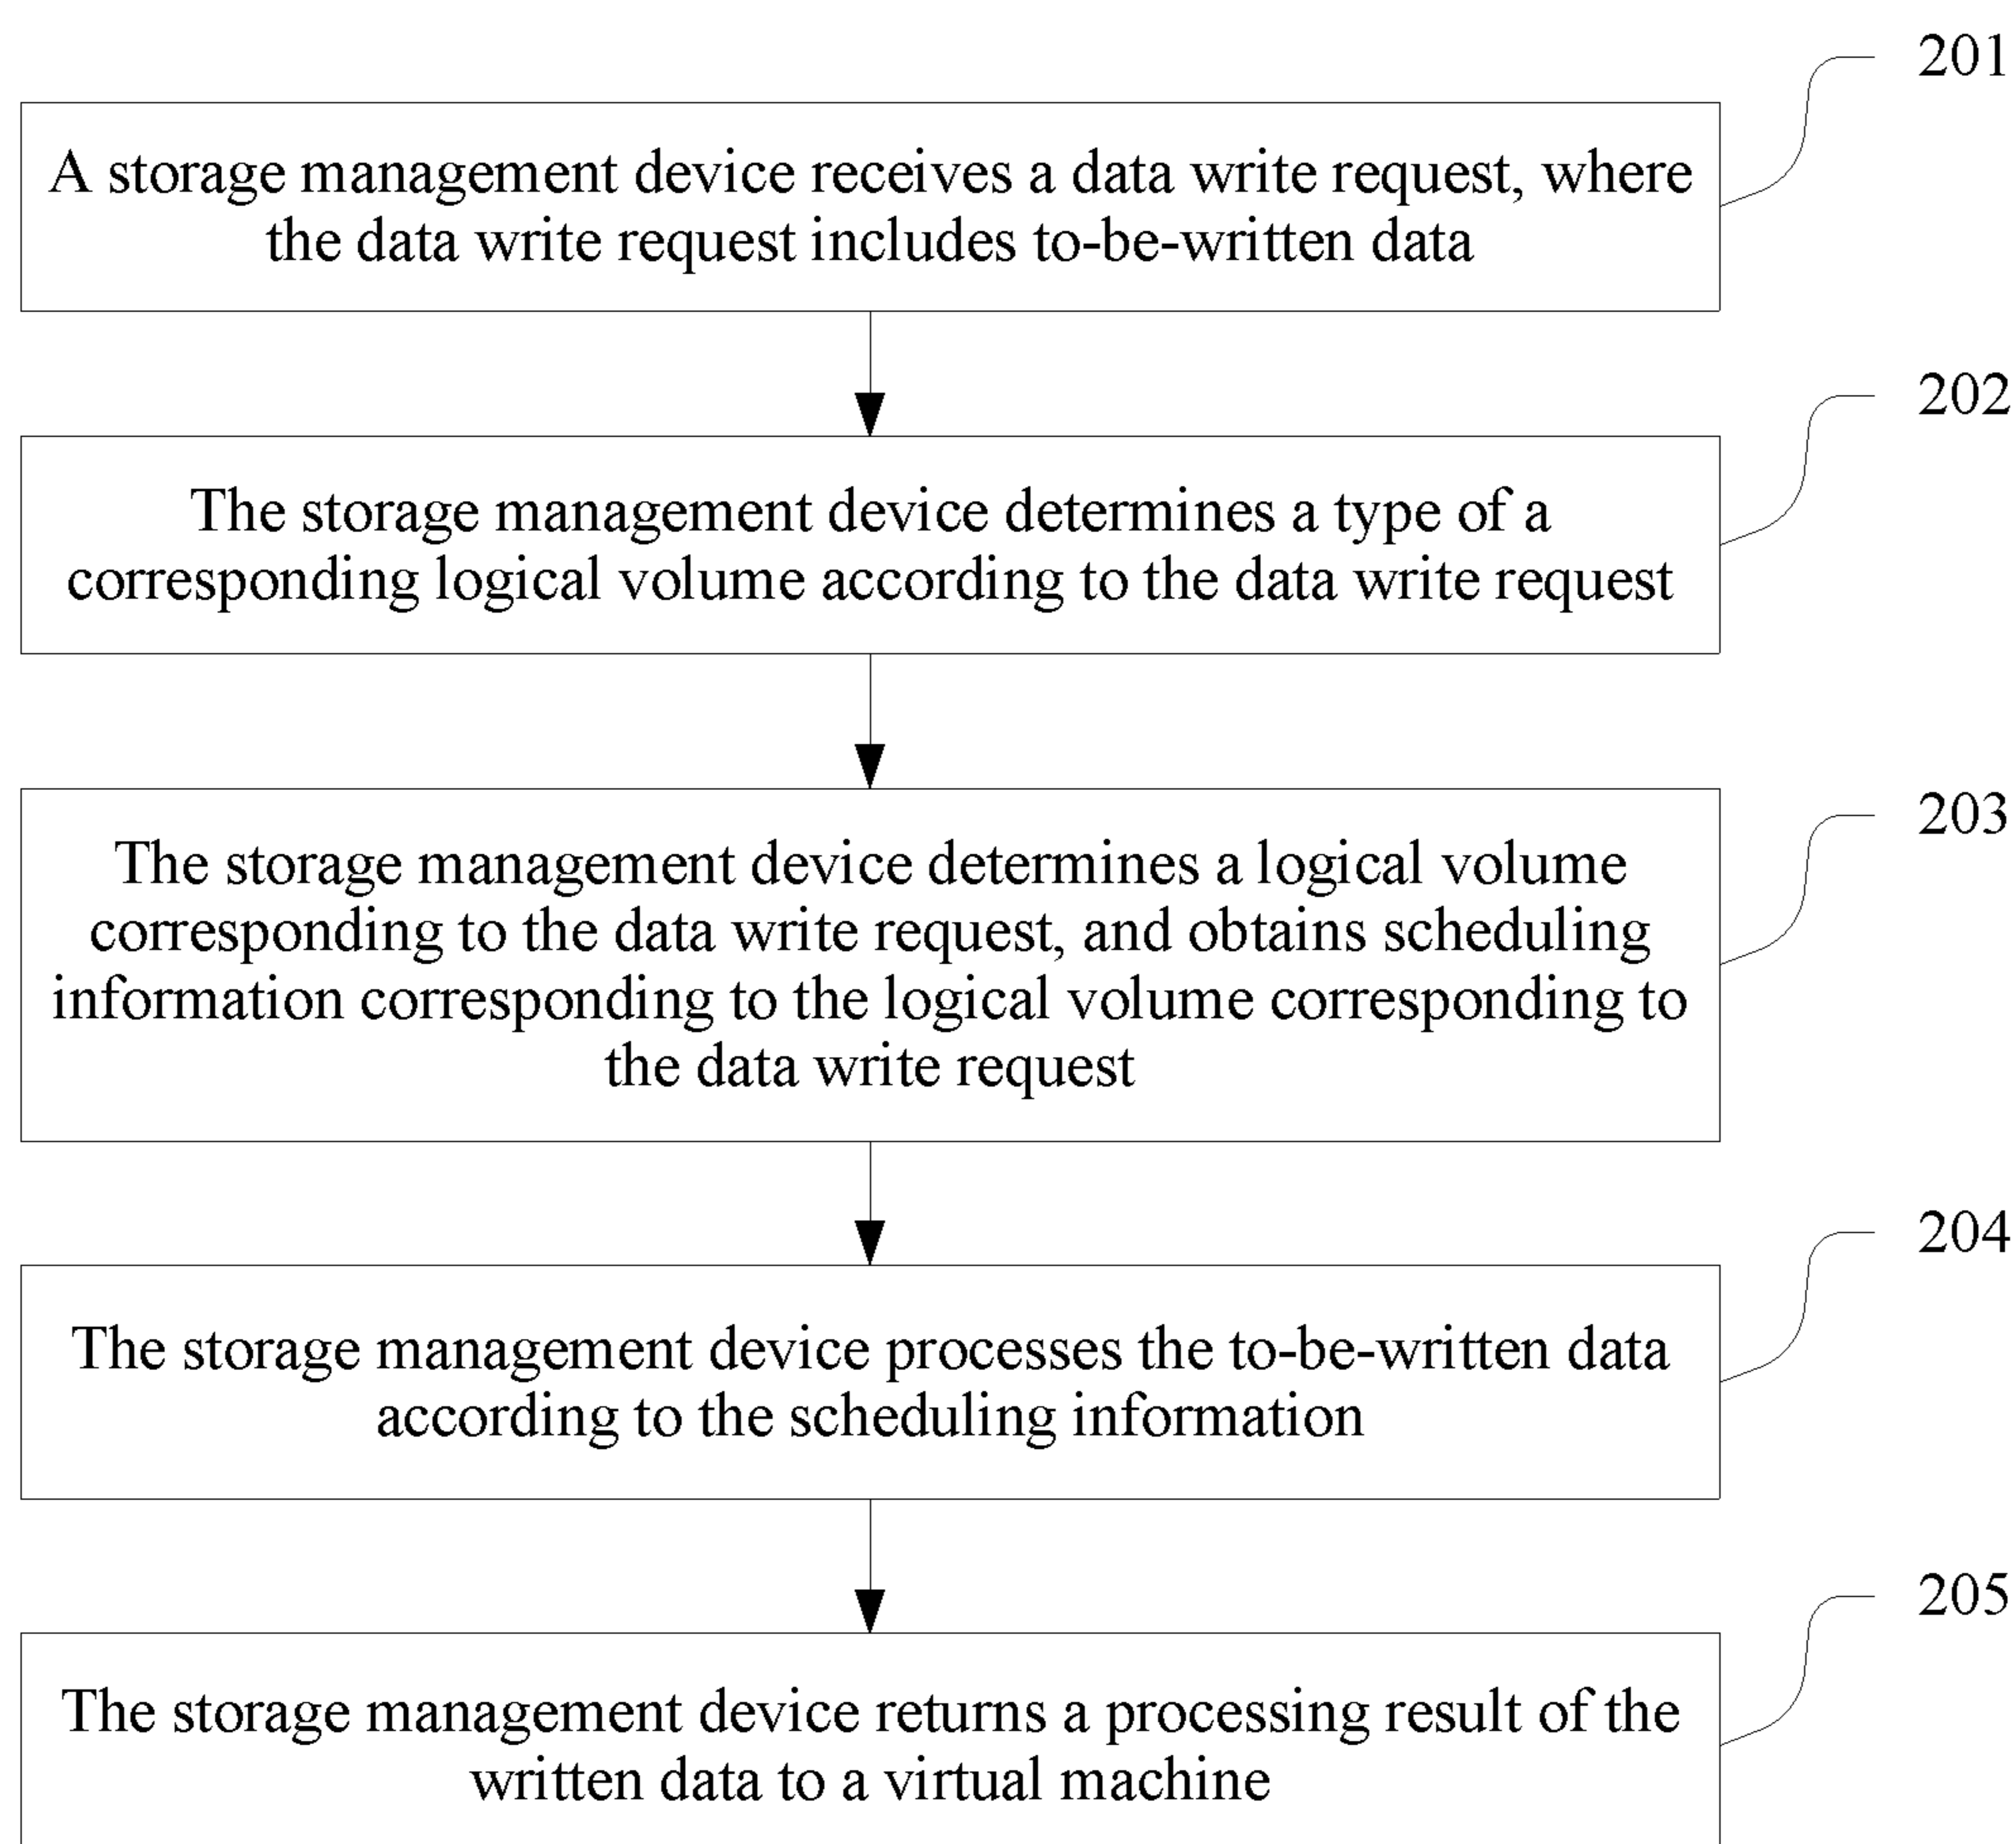 201
A storage management device receives a data write request, where
the data write request includes to-be-written data
202
The storage management device determines a type of a
corresponding logical volume according to the data write request
203
The storage management device determines a logical volume
corresponding to the data write request, and obtains scheduling
information corresponding to the logical volume corresponding to
the data write request
204
The storage management device processes the to-be-written data
according to the scheduling information
205
The storage management device returns a processing result of the
written data to a virtual machine